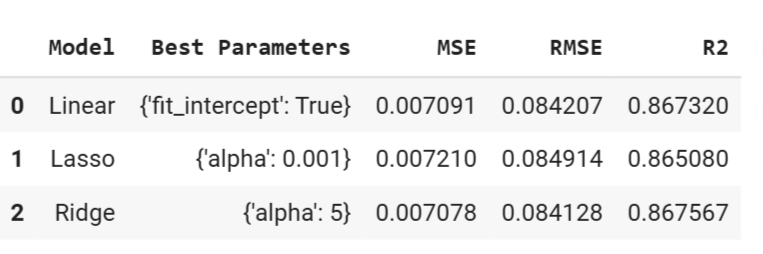 Model Best Parameters MSE RMSE R2
0 Linear {'fit_intercept': True} 0.007091 0.084207 0.867320
1 Lasso {'alpha': 0.001} 0.007210 0.084914 0.865080
2 Ridge {'alpha': 5} 0.007078 0.084128 0.867567